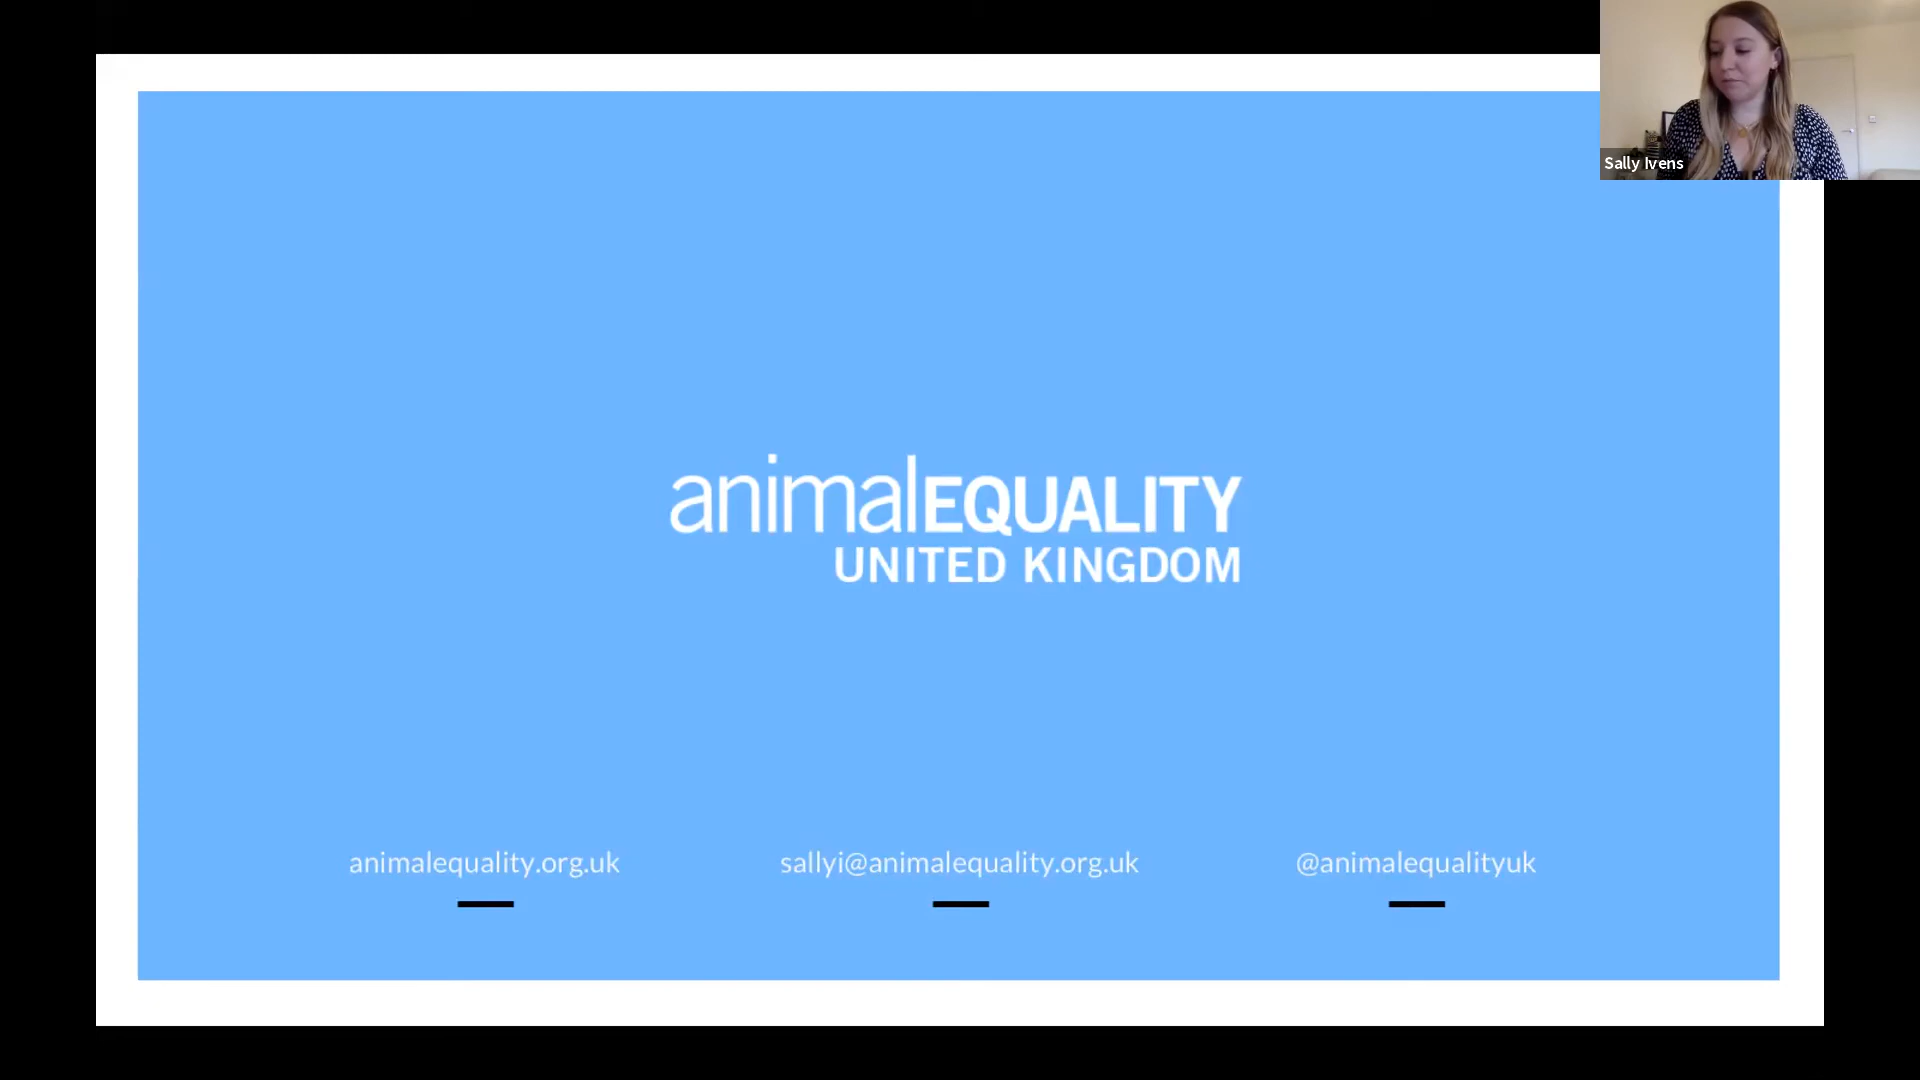 Sally Ivens
animalEQUALITY
UNITED KINGDOM
animalequality.org.uk
sallyi@animalequality.org.uk
@animalequalityuk